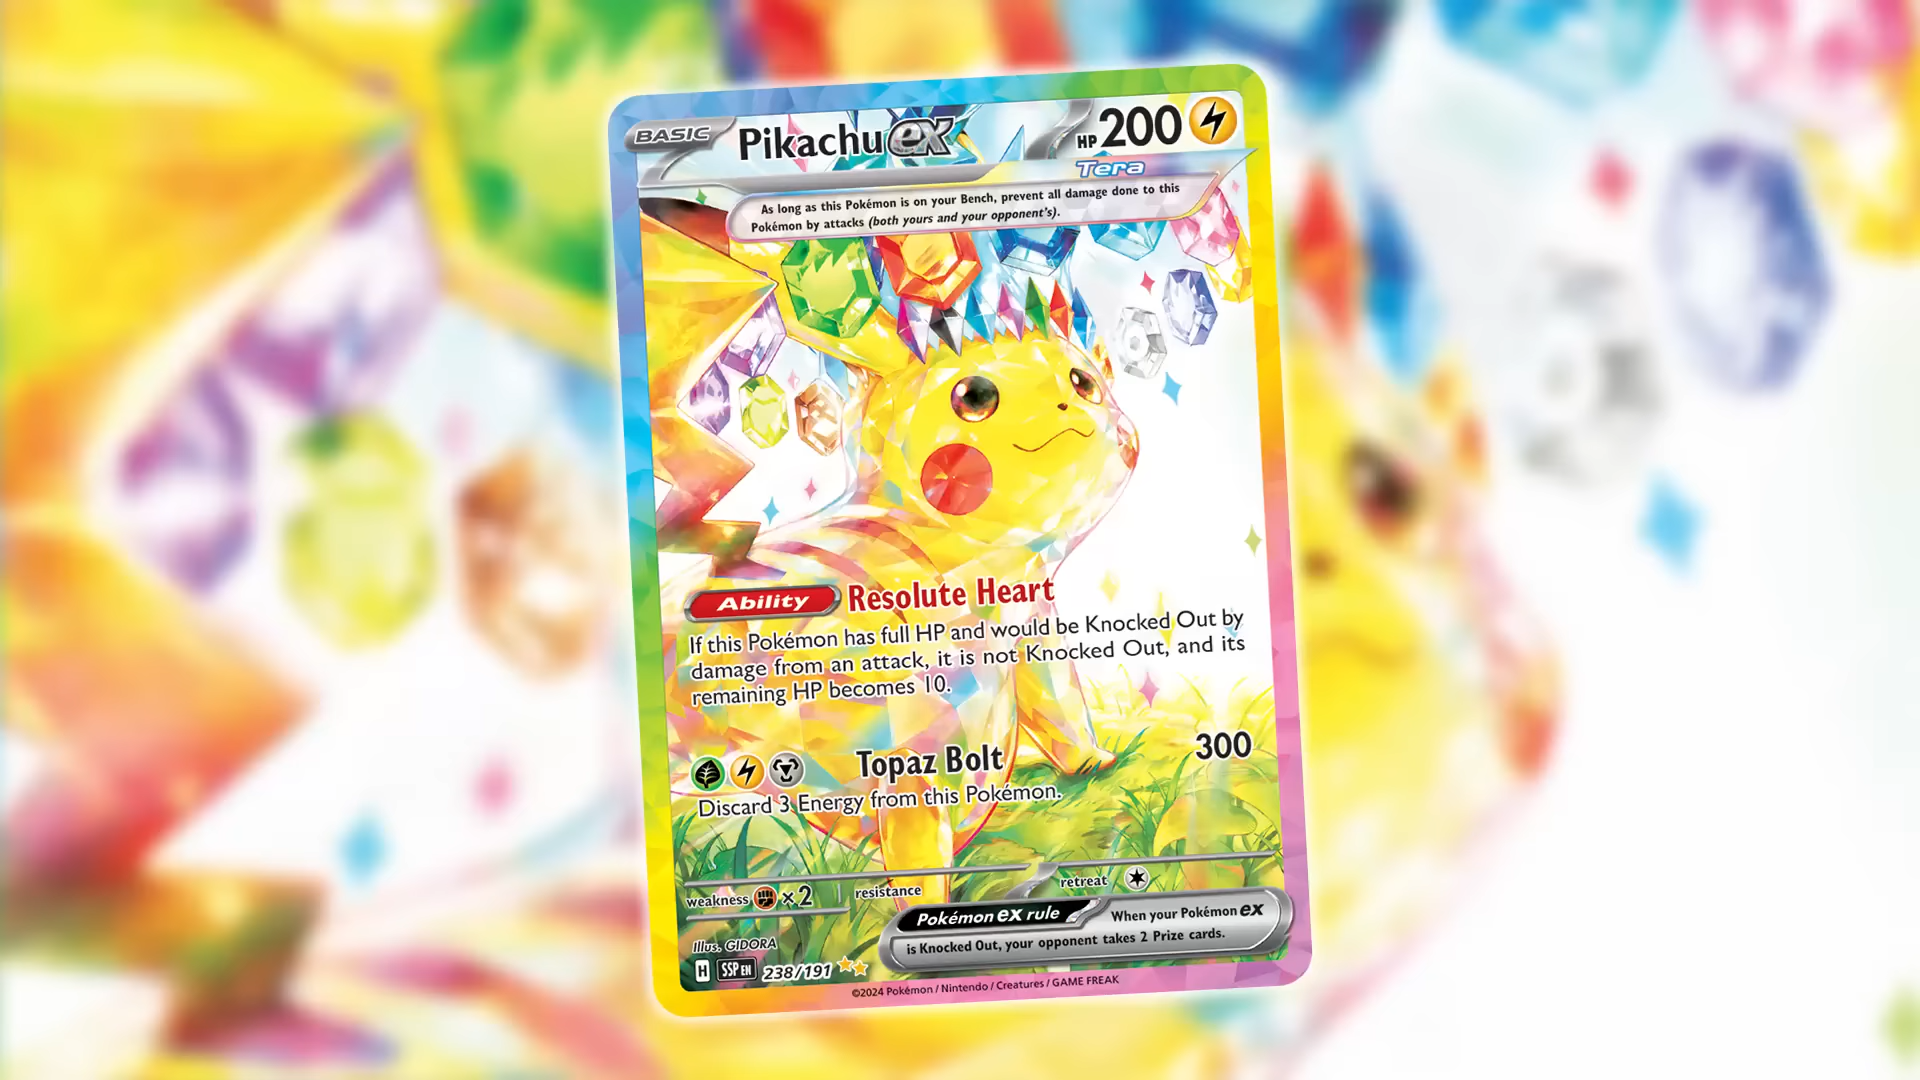 BASIC Pikachu ex HP 200
Tera
As long as this Pokémon is on your Bench, prevent all damage done to this
Pokémon by attacks (both yours and your opponent's).
Ability Resolute Heart
If this Pokémon has full HP and would be Knocked Out by
damage from an attack, it is not Knocked Out, and its
remaining HP becomes 10.
Topaz Bolt 300
Discard 3 Energy from this Pokémon.
weakness ×2 resistance retreat
Pokémon ex rule When your Pokémon ex
is Knocked Out, your opponent takes 2 Prize cards.
Illus. GIDORA
H SSP EN 238/191
©2024 Pokémon / Nintendo / Creatures / GAME FREAK